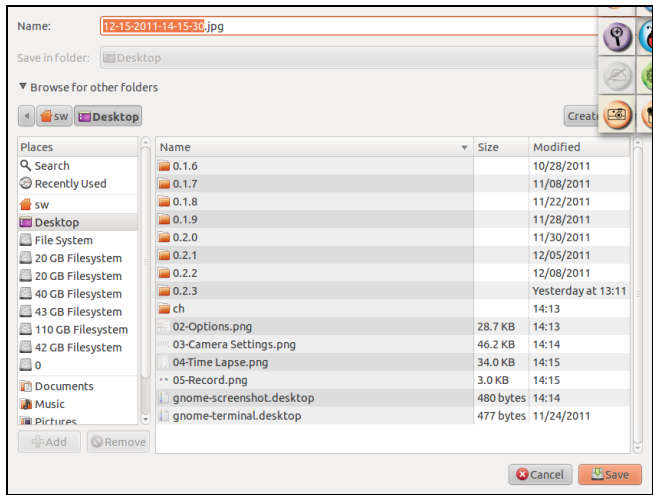 Name: 12-15-2011-14-15-30.jpg
Save in folder: Desktop
Browse for other folders
sw Desktop
Places
Search
Recently Used
sw
Desktop
File System
20 GB Filesystem
20 GB Filesystem
40 GB Filesystem
43 GB Filesystem
110 GB Filesystem
42 GB Filesystem
0
Documents
Music
Pictures
Add Remove
Name Size Modified
0.1.6 10/28/2011
0.1.7 11/08/2011
0.1.8 11/22/2011
0.1.9 11/28/2011
0.2.0 11/30/2011
0.2.1 12/05/2011
0.2.2 12/08/2011
0.2.3 Yesterday at 13:11
ch 14:13
02-Options.png 28.7 KB 14:13
03-Camera Settings.png 46.2 KB 14:14
04-Time Lapse.png 34.0 KB 14:15
05-Record.png 3.0 KB 14:15
gnome-screenshot.desktop 480 bytes 14:14
gnome-terminal.desktop 477 bytes 11/24/2011
Cancel Save